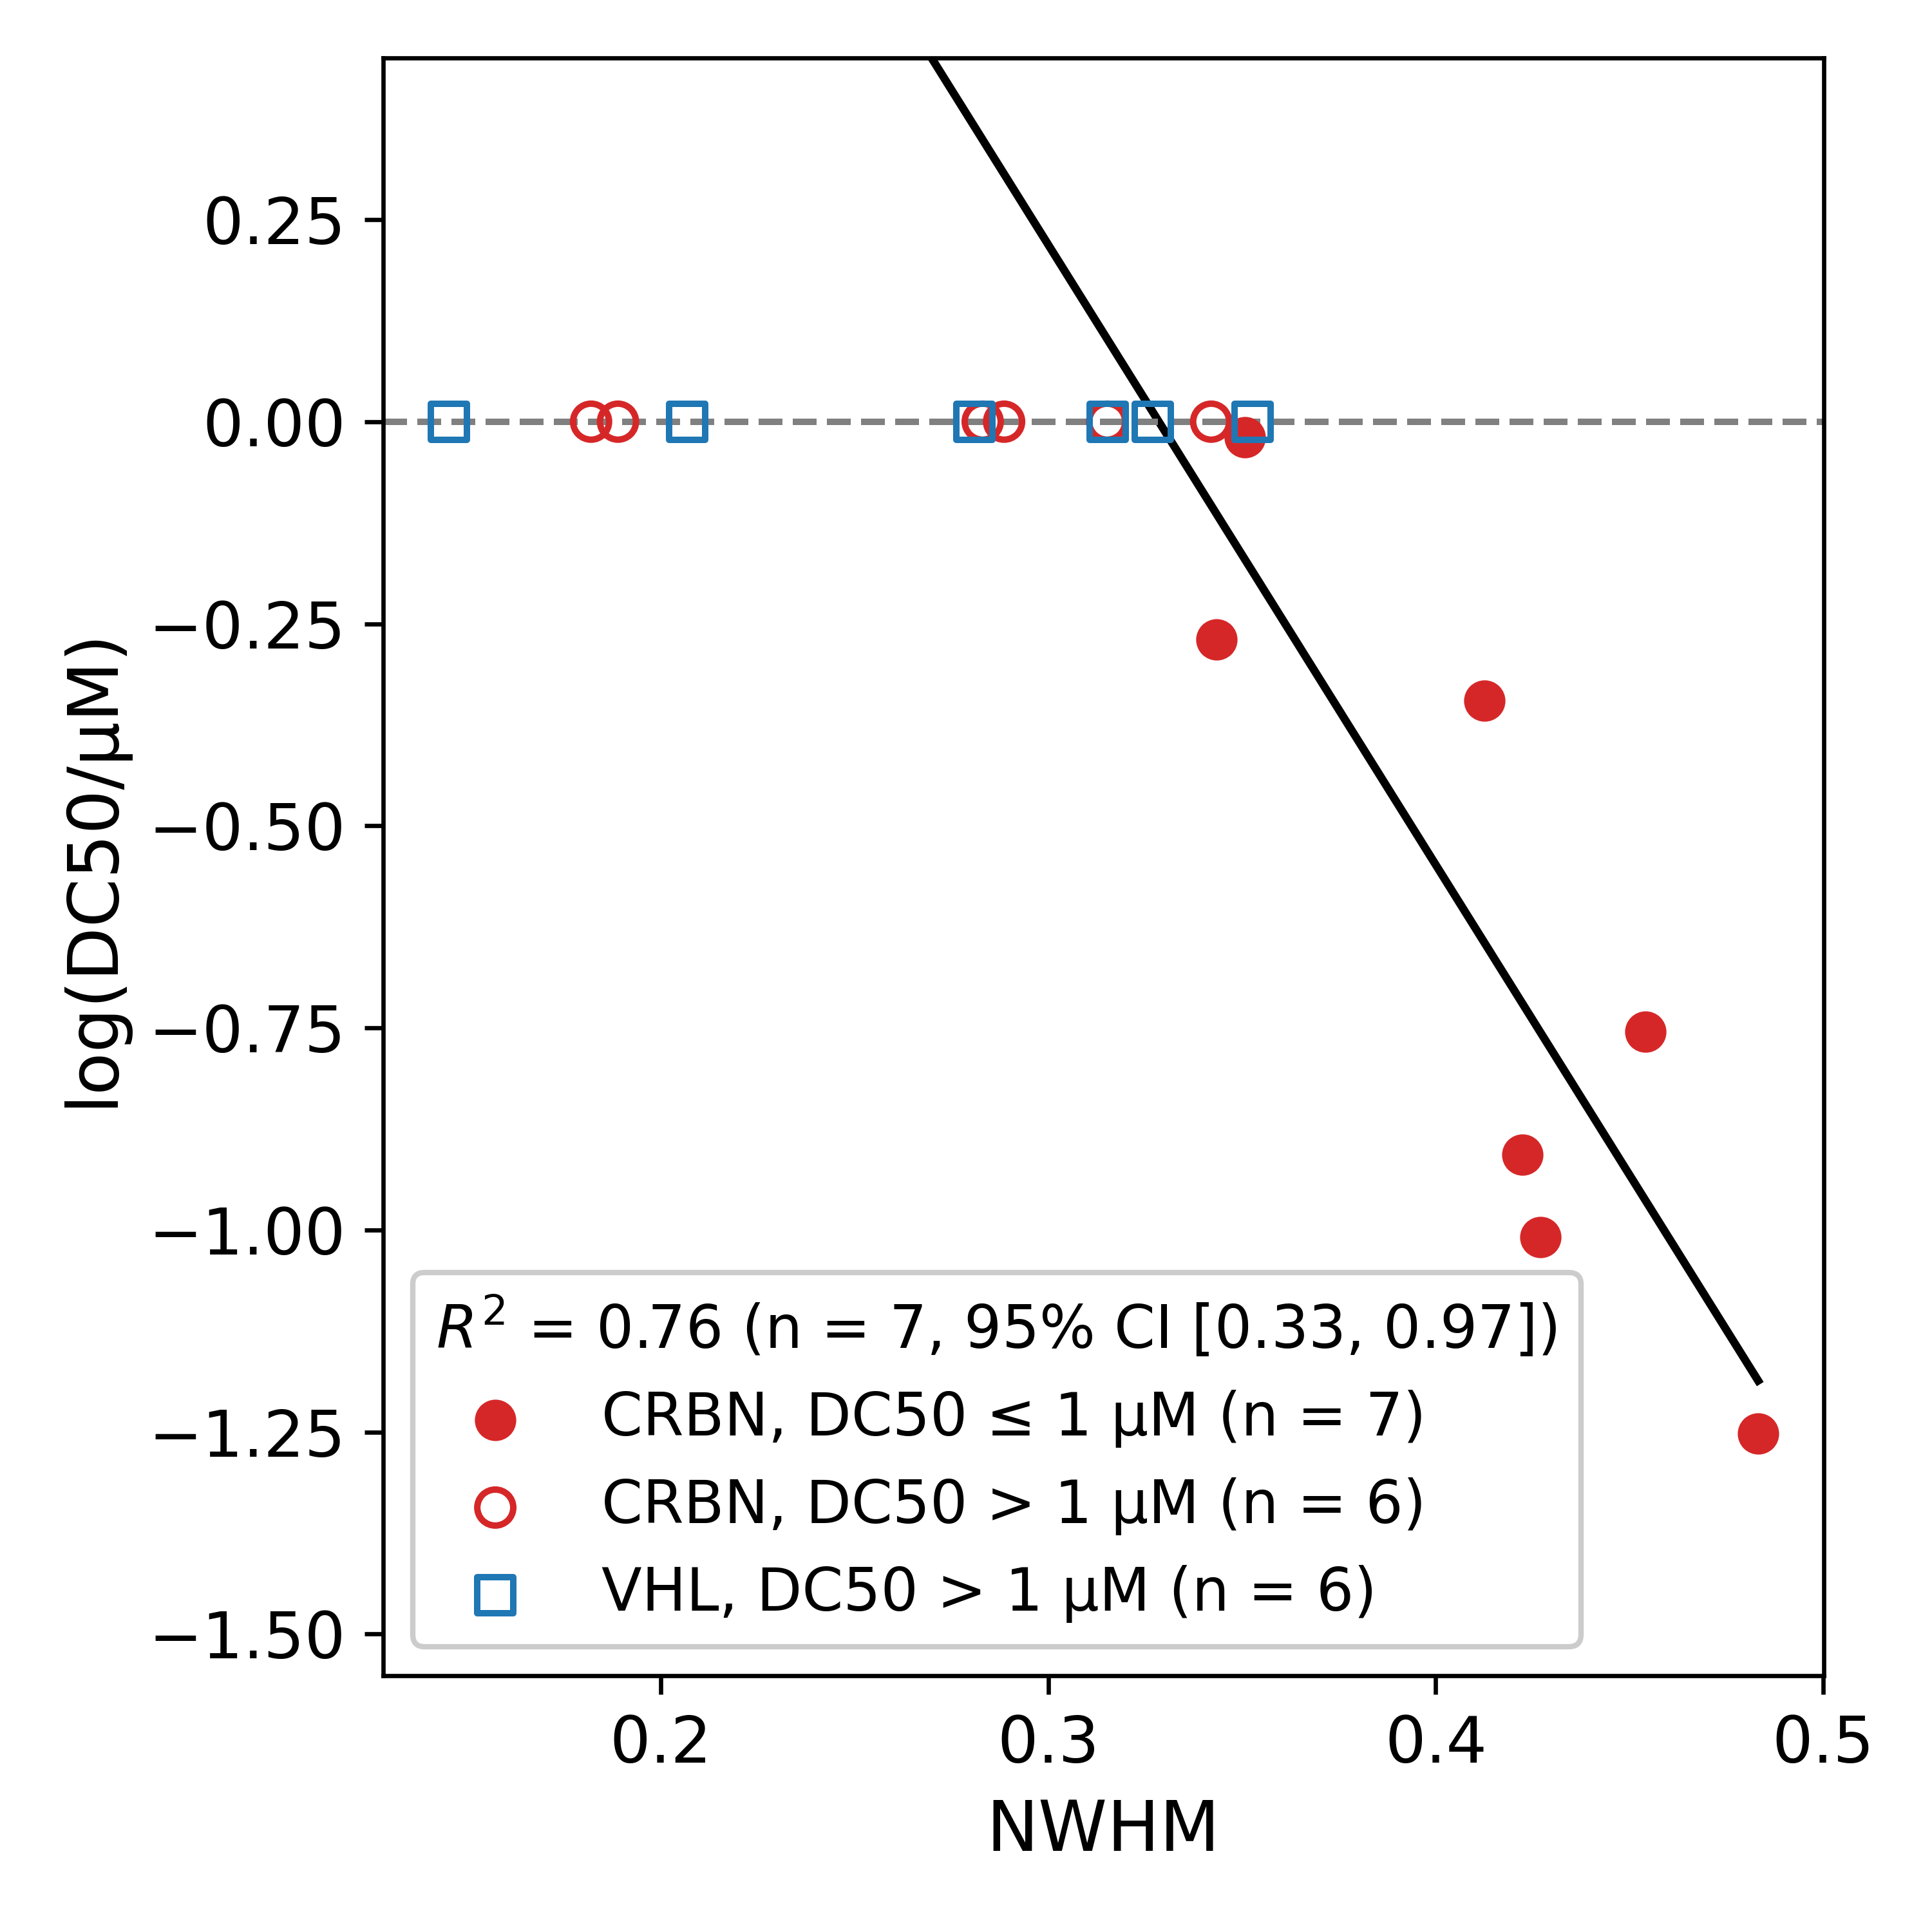 0.25
0.00
−0.25
−0.50
−0.75
−1.00
−1.25
−1.50
log(DC50/µM)
R² = 0.76 (n = 7, 95% CI [0.33, 0.97])
CRBN, DC50 ≤ 1 µM (n = 7)
CRBN, DC50 > 1 µM (n = 6)
VHL, DC50 > 1 µM (n = 6)
0.2 0.3 0.4 0.5
NWHM